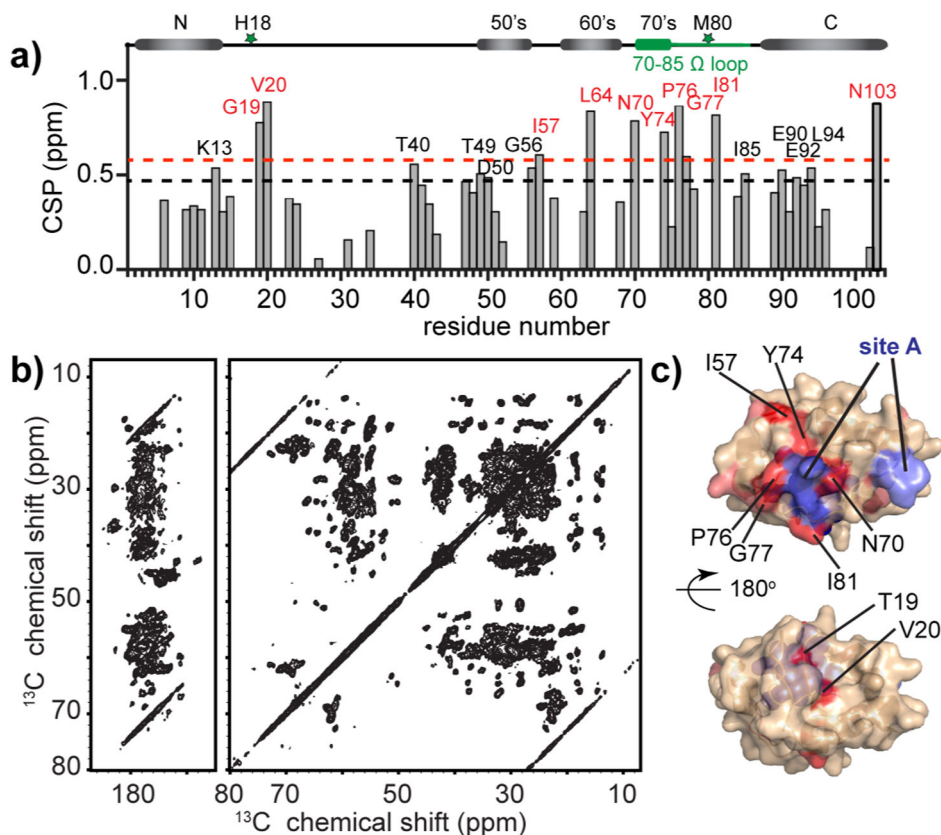 N H18 50's 60's 70's M80 C
a)
70-85 Ω loop
CSP (ppm)
1.0
0.5
0.0
K13
G19
V20
T40
T49
D50
G56
I57
L64
N70
Y74
P76
G77
I81
I85
E90
E92
L94
N103
10 20 30 40 50 60 70 80 90 100
residue number
b)
¹³C chemical shift (ppm)
10
30
50
70
80
180 80 70 50 30 10
¹³C chemical shift (ppm)
c)
site A
I57
Y74
P76
G77
N70
I81
180°
T19
V20